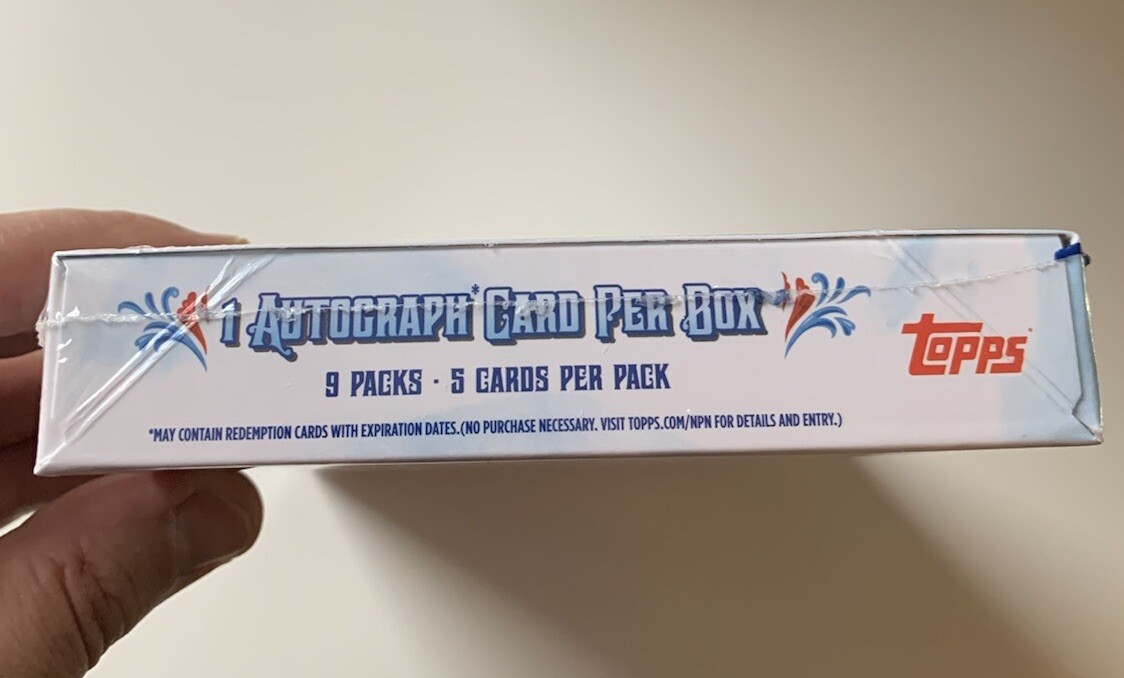 1 AUTOGRAPH* CARD PER BOX
9 PACKS · 5 CARDS PER PACK
*MAY CONTAIN REDEMPTION CARDS WITH EXPIRATION DATES.(NO PURCHASE NECESSARY. VISIT TOPPS.COM/NPN FOR DETAILS AND ENTRY.)
topps